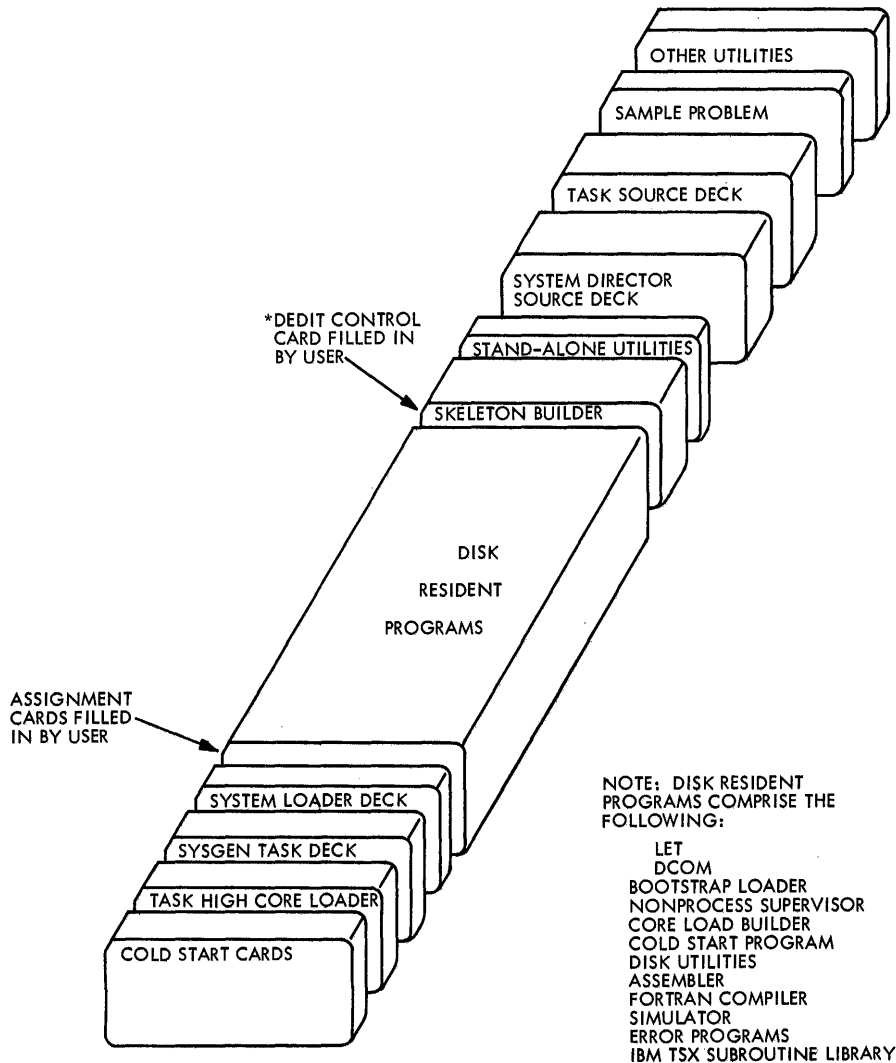 OTHER UTILITIES
SAMPLE PROBLEM
TASK SOURCE DECK
SYSTEM DIRECTOR
SOURCE DECK
*DEDIT CONTROL
CARD FILLED IN
BY USER
STAND-ALONE UTILITIES
SKELETON BUILDER
DISK
RESIDENT
PROGRAMS
ASSIGNMENT
CARDS FILLED
IN BY USER
SYSTEM LOADER DECK
SYSGEN TASK DECK
TASK HIGH CORE LOADER
COLD START CARDS
NOTE: DISK RESIDENT
PROGRAMS COMPRISE THE
FOLLOWING:
LET
DCOM
BOOTSTRAP LOADER
NONPROCESS SUPERVISOR
CORE LOAD BUILDER
COLD START PROGRAM
DISK UTILITIES
ASSEMBLER
FORTRAN COMPILER
SIMULATOR
ERROR PROGRAMS
IBM TSX SUBROUTINE LIBRARY